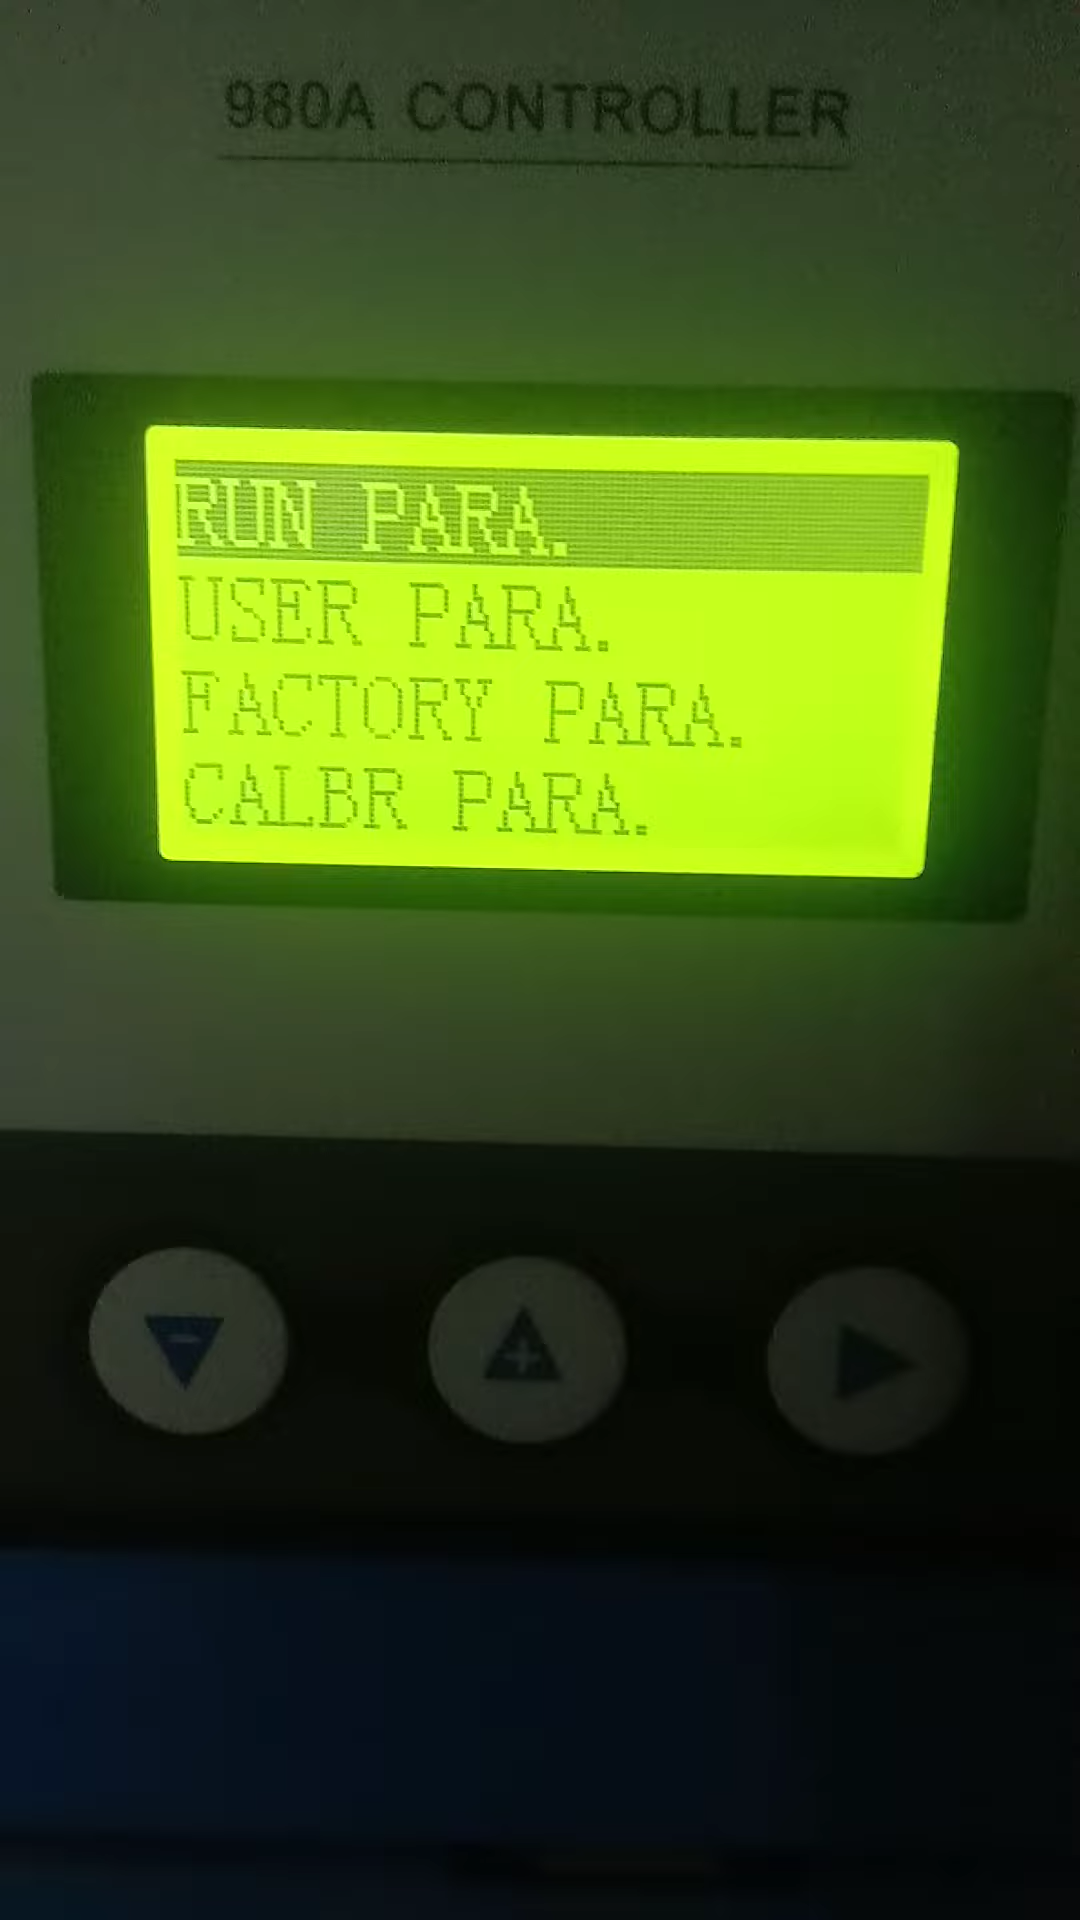 980A CONTROLLER
RUN PARA.
USER PARA.
FACTORY PARA.
CALBR PARA.